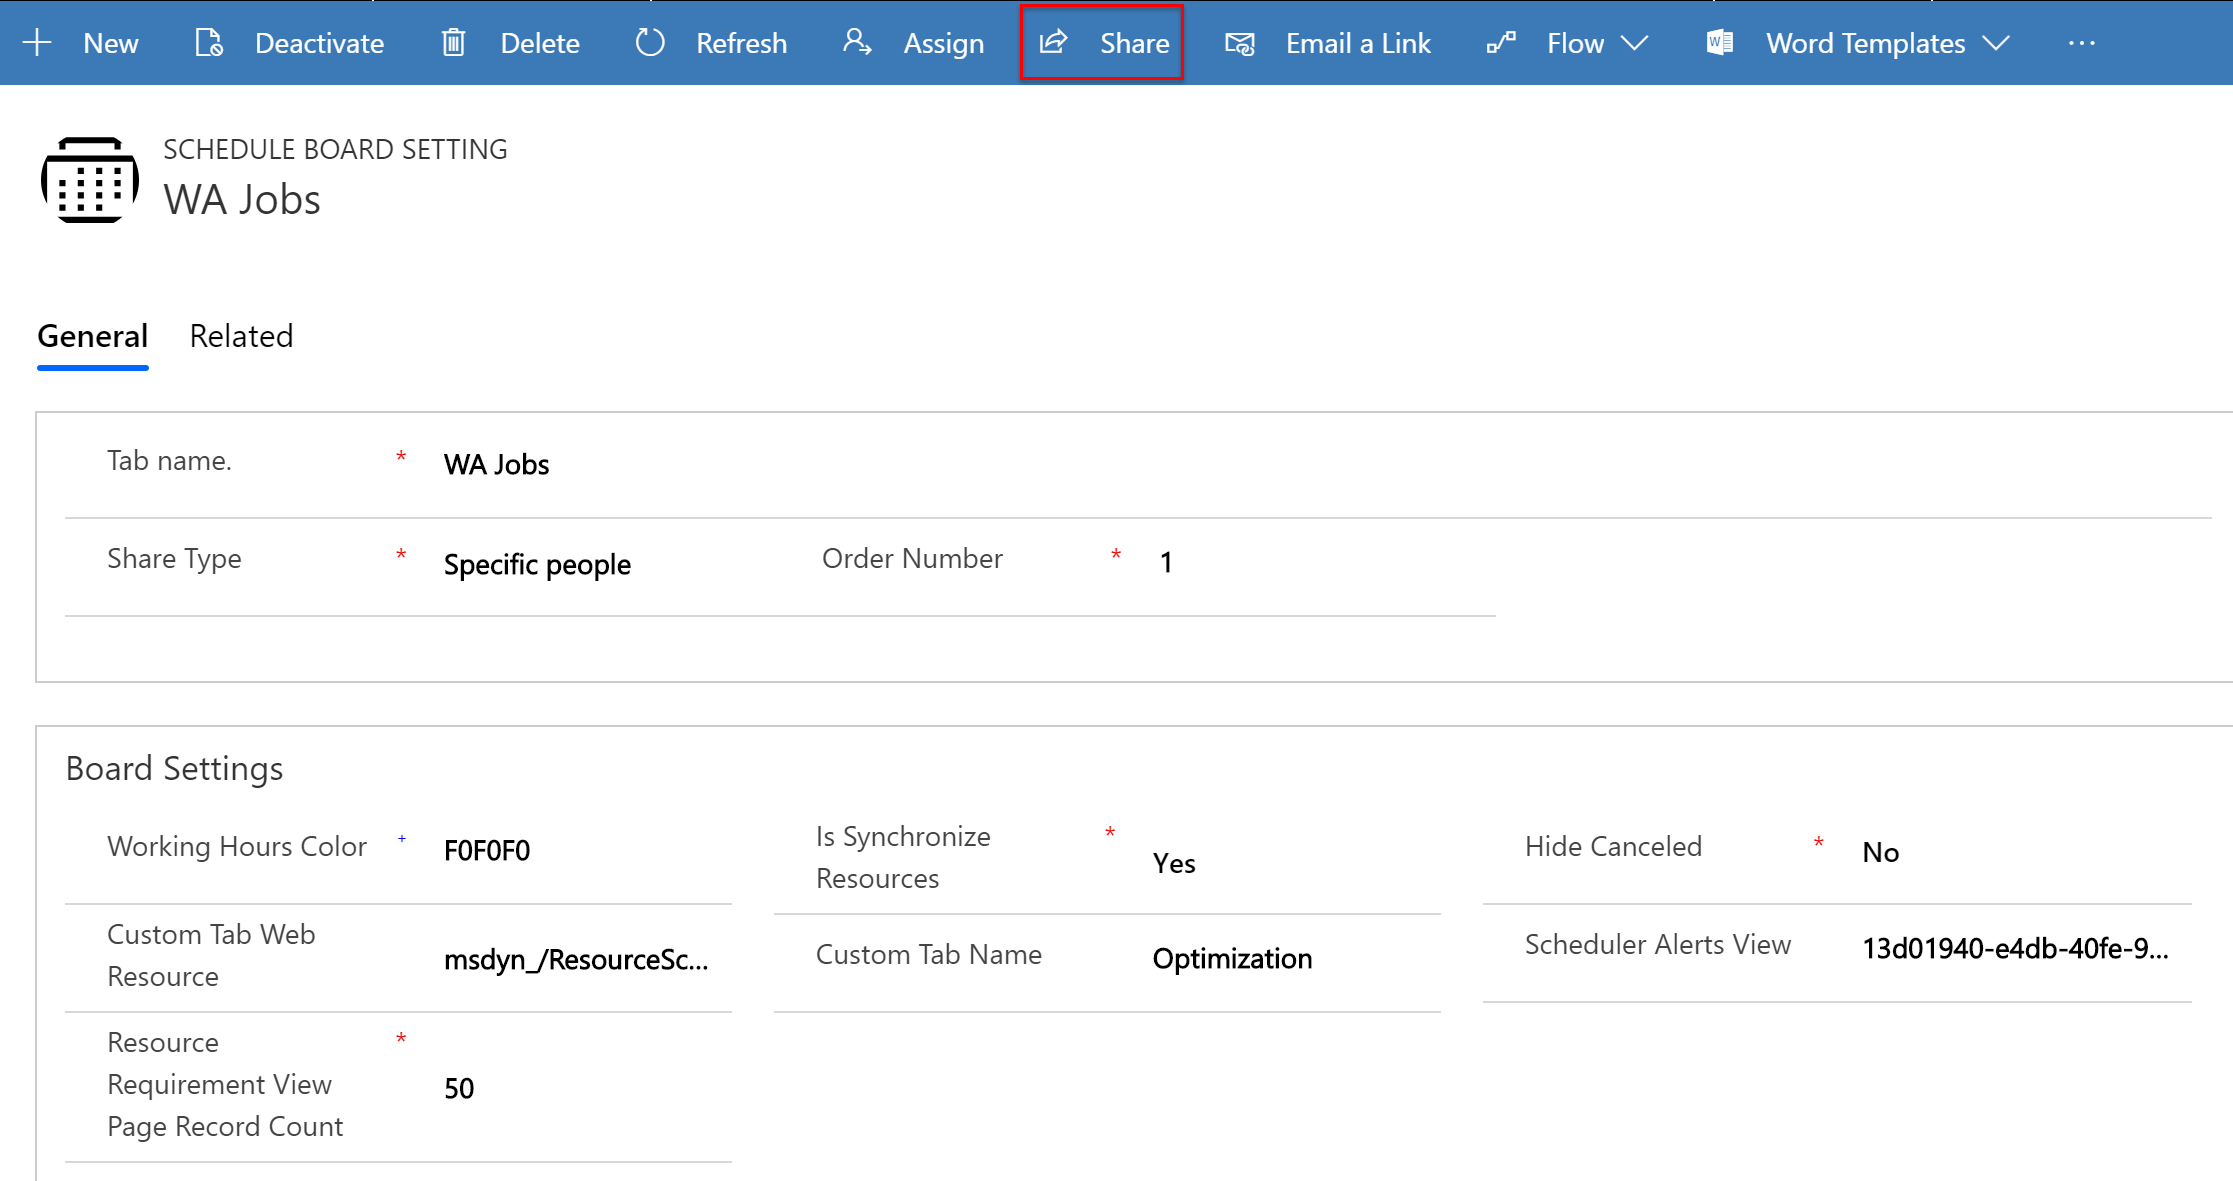 New Deactivate Delete Refresh Assign Share Email a Link Flow Word Templates ...
SCHEDULE BOARD SETTING
WA Jobs
General Related
Tab name. * WA Jobs
Share Type * Specific people Order Number * 1
Board Settings
Working Hours Color + F0F0F0
Is Synchronize
Resources
* Yes
Hide Canceled * No
Custom Tab Web
Resource
msdyn_/ResourceSc...
Custom Tab Name Optimization
Scheduler Alerts View 13d01940-e4db-40fe-9...
Resource
Requirement View
Page Record Count
* 50